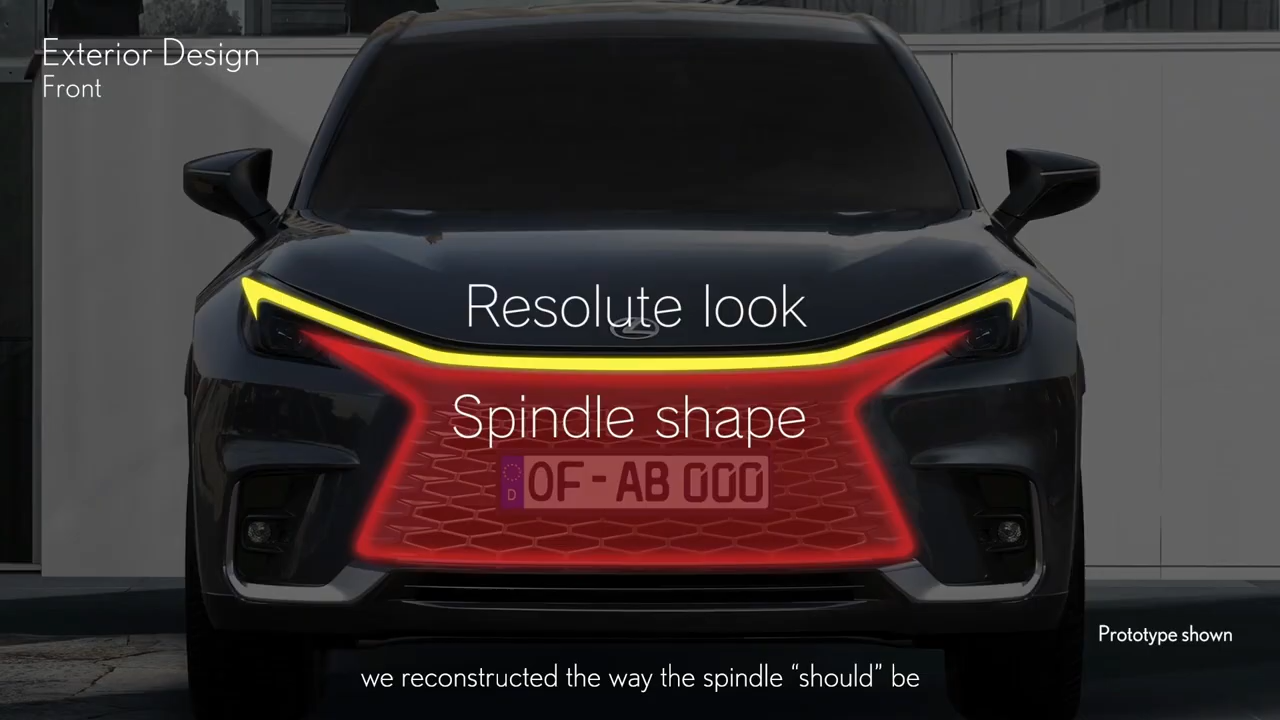 Exterior Design
Front
Resolute look
Spindle shape
D
OF-AB 000
Prototype shown
we reconstructed the way the spindle “should” be